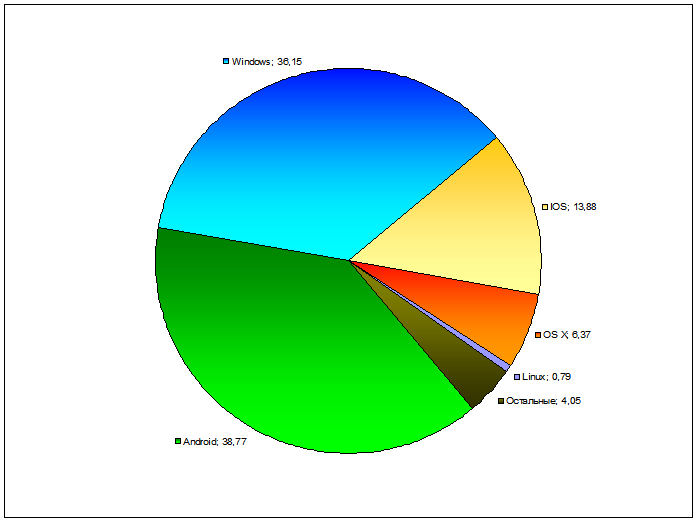 Windows; 36,15
IOS; 13,88
OS X; 6,37
Linux; 0,79
Остальные; 4,05
Android; 38,77